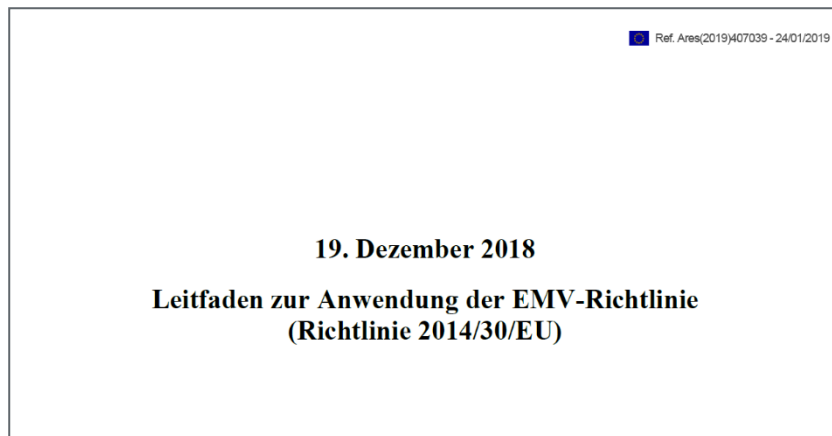 Ref. Ares(2019)407039 - 24/01/2019
19. Dezember 2018
Leitfaden zur Anwendung der EMV-Richtlinie
(Richtlinie 2014/30/EU)